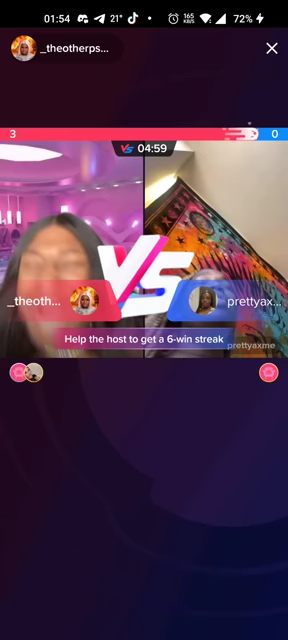 01:54
21°
165
KB/S
72%
_theotherps...
3
0
VS 04:59
VS
_theoth...
prettyax...
Help the host to get a 6-win streak
prettyaxme